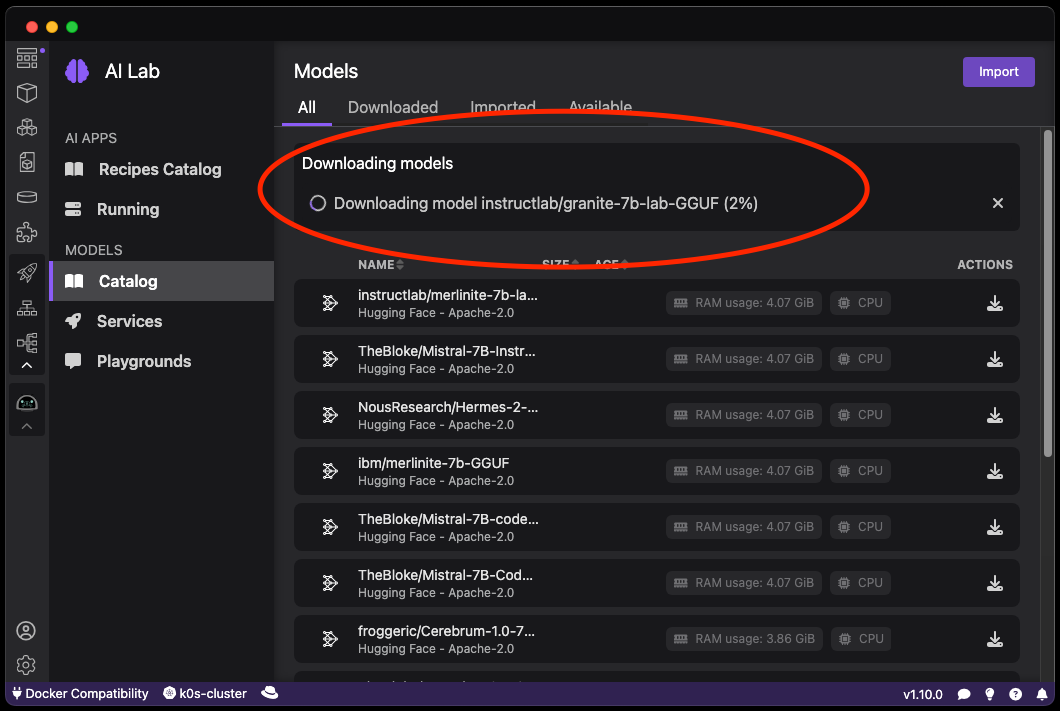 AI Lab
AI APPS
Recipes Catalog
Running
MODELS
Catalog
Services
Playgrounds
Models
Import
All Downloaded Imported Available
Downloading models
Downloading model instructlab/granite-7b-lab-GGUF (2%)
NAME SIZE AGE ACTIONS
instructlab/merlinite-7b-la...
Hugging Face - Apache-2.0
RAM usage: 4.07 GiB CPU
TheBloke/Mistral-7B-Instr...
Hugging Face - Apache-2.0
RAM usage: 4.07 GiB CPU
NousResearch/Hermes-2-...
Hugging Face - Apache-2.0
RAM usage: 4.07 GiB CPU
ibm/merlinite-7b-GGUF
Hugging Face - Apache-2.0
RAM usage: 4.07 GiB CPU
TheBloke/Mistral-7B-code...
Hugging Face - Apache-2.0
RAM usage: 4.07 GiB CPU
TheBloke/Mistral-7B-Cod...
Hugging Face - Apache-2.0
RAM usage: 4.07 GiB CPU
froggeric/Cerebrum-1.0-7...
Hugging Face - Apache-2.0
RAM usage: 3.86 GiB CPU
Docker Compatibility k0s-cluster v1.10.0